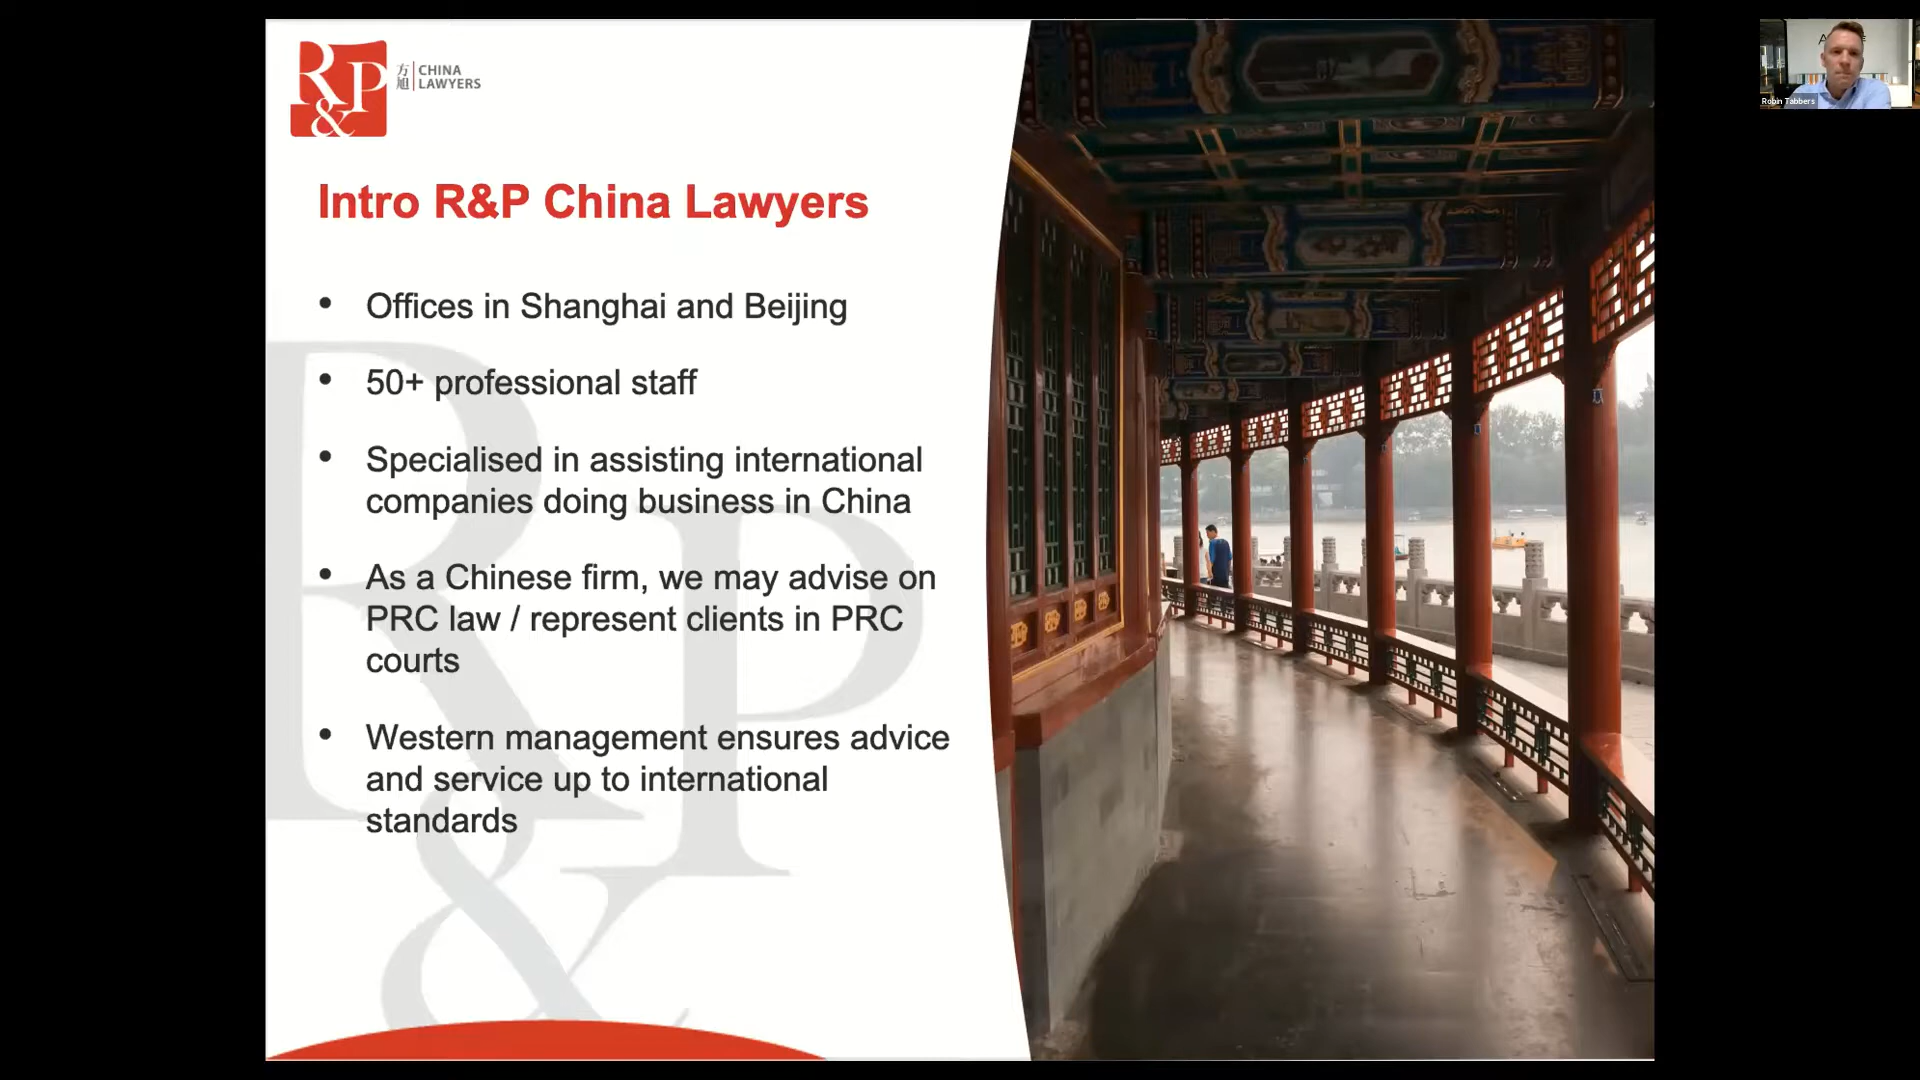 R&P
方旭
CHINA
LAWYERS
Robin Tabbers
Intro R&P China Lawyers
• Offices in Shanghai and Beijing
• 50+ professional staff
• Specialised in assisting international
companies doing business in China
• As a Chinese firm, we may advise on
PRC law / represent clients in PRC
courts
• Western management ensures advice
and service up to international
standards
R&P